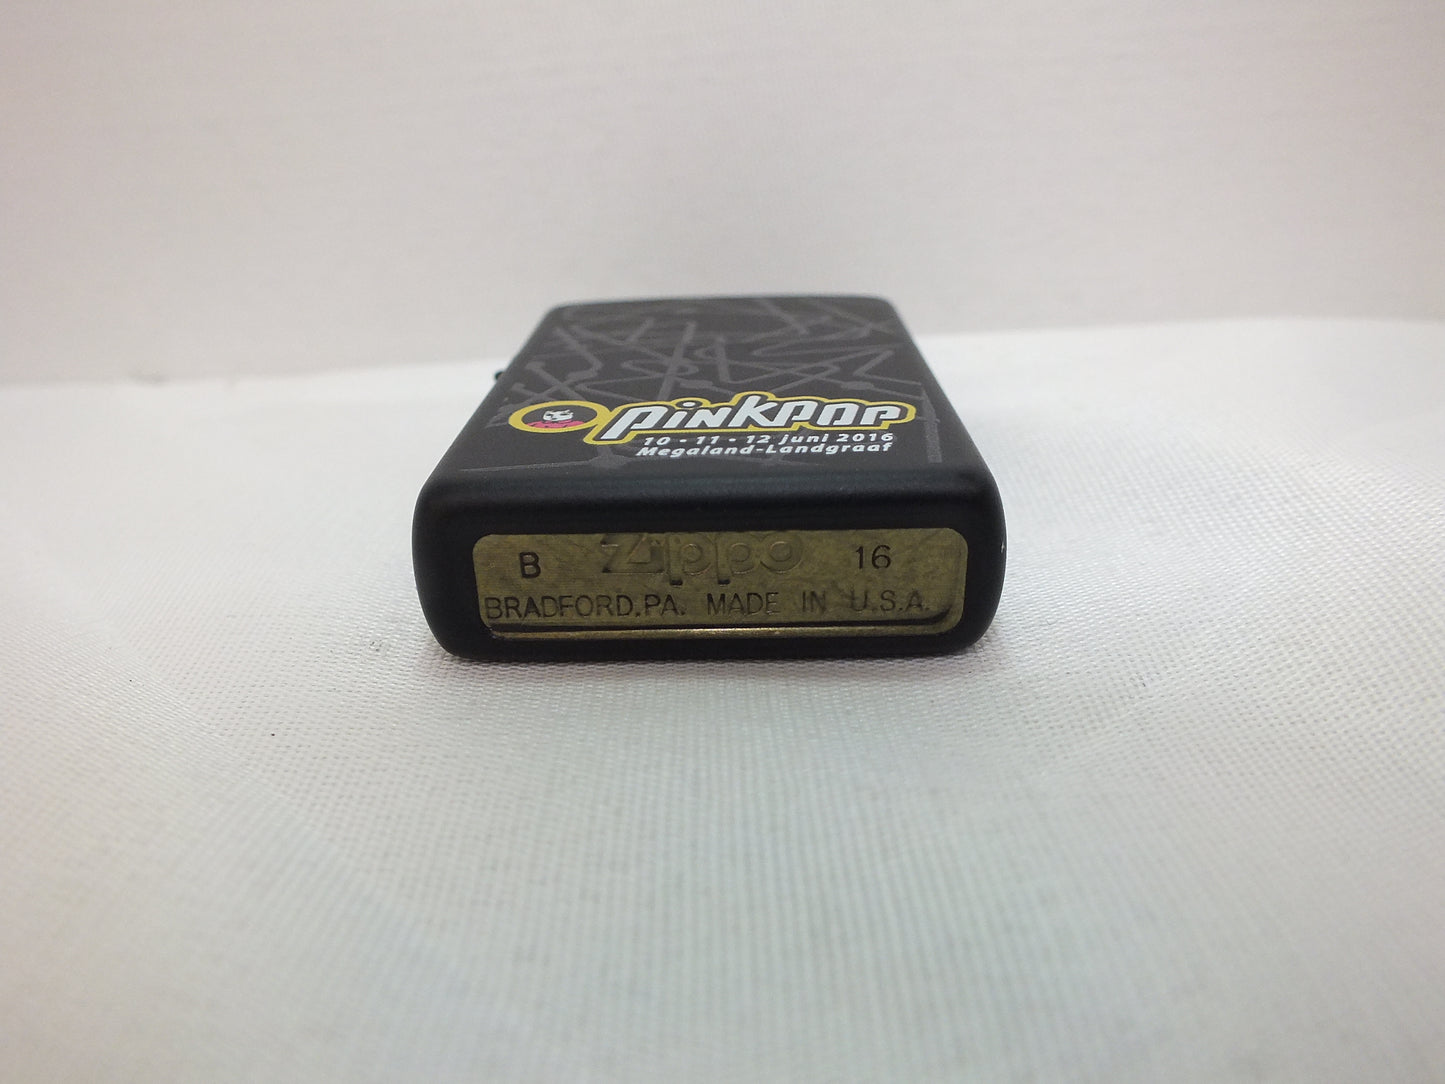 PINKPOP
10 - 11 - 12 juni 2016
Megaland-Landgraaf
B Zippo 16
BRADFORD,PA. MADE IN U.S.A.